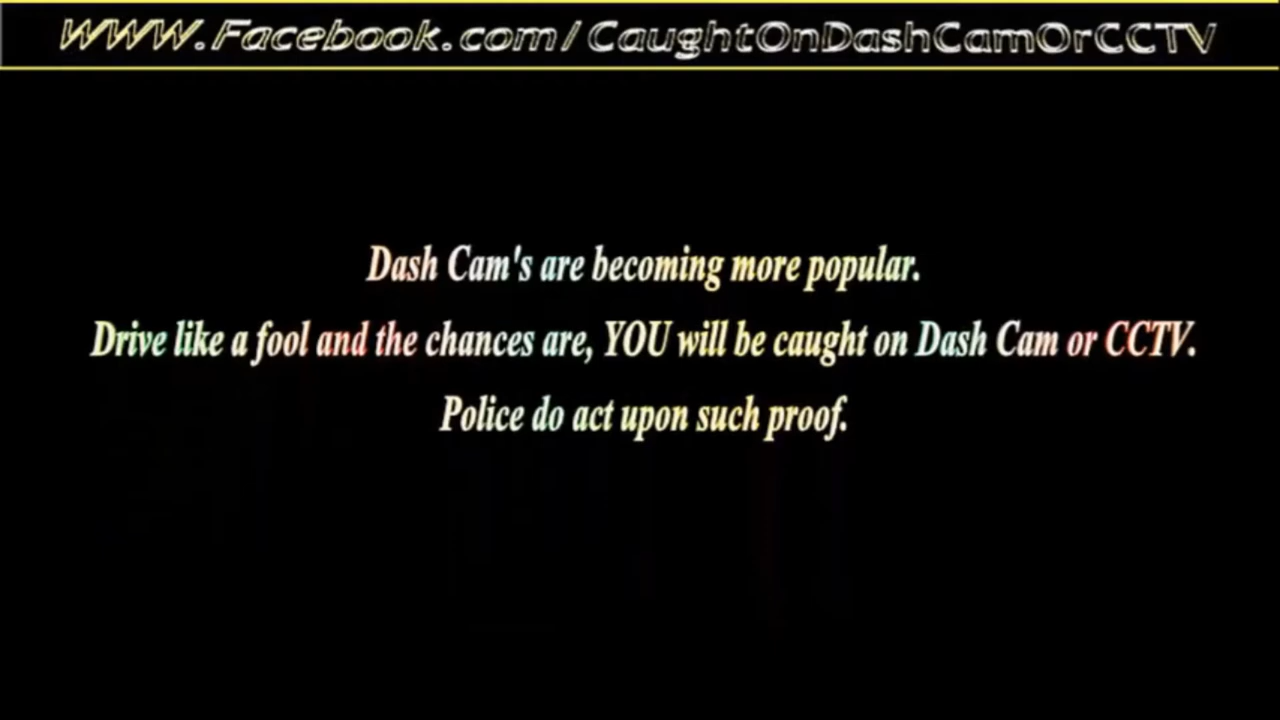 WWW.Facebook.com/CaughtOnDashCamOrCCTV
Dash Cam's are becoming more popular.
Drive like a fool and the chances are, YOU will be caught on Dash Cam or CCTV.
Police do act upon such proof.